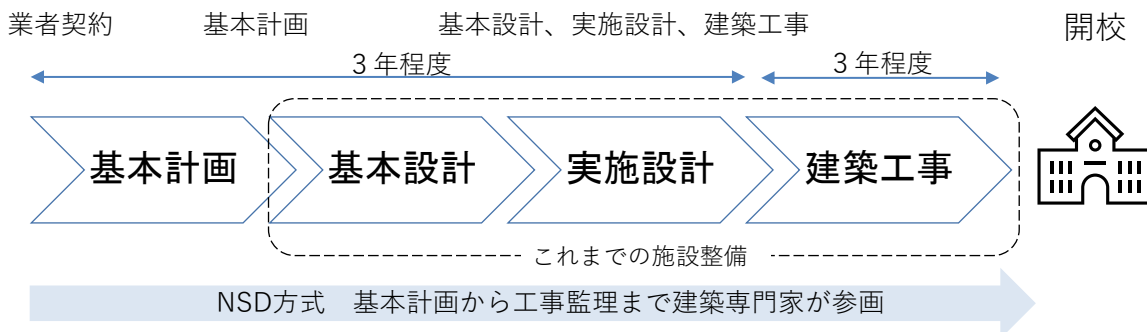 業者契約 基本計画 基本設計、実施設計、建築工事 開校
３年程度 ３年程度
基本計画 基本設計 実施設計 建築工事
これまでの施設整備
NSD方式 基本計画から工事監理まで建築専門家が参画